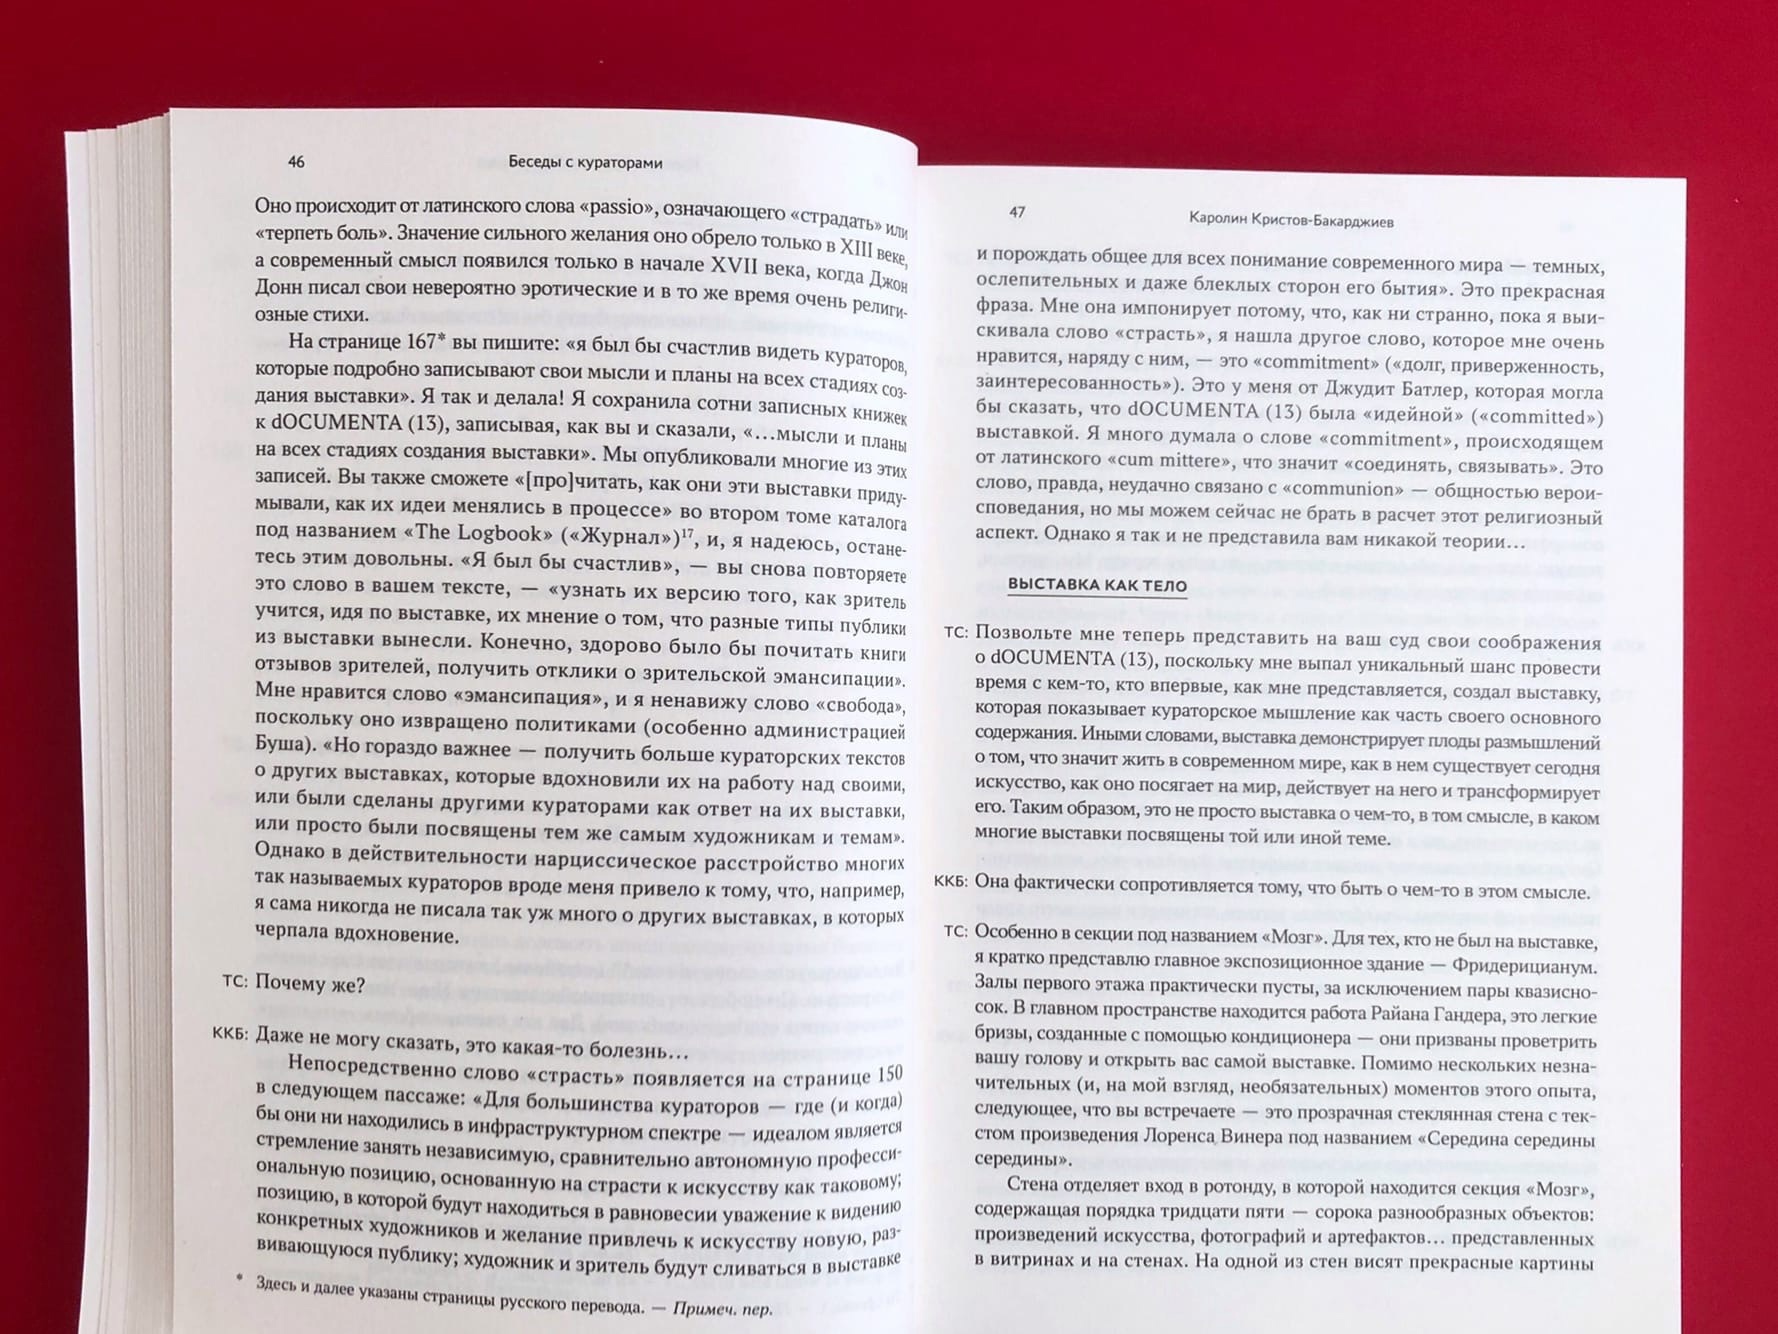 46
Беседы с кураторами
Оно происходит от латинского слова «passio», означающего «страдать» или
«терпеть боль». Значение сильного желания оно обрело только в XIII веке,
а современный смысл появился только в начале XVII века, когда Джон
Донн писал свои невероятно эротические и в то же время очень религи-
озные стихи.
На странице 167* вы пишите: «я был бы счастлив видеть кураторов,
которые подробно записывают свои мысли и планы на всех стадиях соз-
дания выставки». Я так и делала! Я сохранила сотни записных книжек
к dOCUMENTA (13), записывая, как вы и сказали, «…мысли и планы
на всех стадиях создания выставки». Мы опубликовали многие из этих
записей. Вы также сможете «[про]читать, как они эти выставки приду-
мывали, как их идеи менялись в процессе» во втором томе каталога
под названием «The Logbook» («Журнал»)¹⁷, и, я надеюсь, остане-
тесь этим довольны. «Я был бы счастлив», — вы снова повторяете
это слово в вашем тексте, — «узнать их версию того, как зритель
учится, идя по выставке, их мнение о том, что разные типы публики
из выставки вынесли. Конечно, здорово было бы почитать книги
отзывов зрителей, получить отклики о зрительской эмансипации».
Мне нравится слово «эмансипация», и я ненавижу слово «свобода»,
поскольку оно извращено политиками (особенно администрацией
Буша). «Но гораздо важнее — получить больше кураторских текстов
о других выставках, которые вдохновили их на работу над своими,
или были сделаны другими кураторами как ответ на их выставки,
или просто были посвящены тем же самым художникам и темам».
Однако в действительности нарциссическое расстройство многих
так называемых кураторов вроде меня привело к тому, что, например,
я сама никогда не писала так уж много о других выставках, в которых
черпала вдохновение.
ТС: Почему же?
ККБ: Даже не могу сказать, это какая-то болезнь…
Непосредственно слово «страсть» появляется на странице 150
в следующем пассаже: «Для большинства кураторов — где (и когда)
бы они ни находились в инфраструктурном спектре — идеалом является
стремление занять независимую, сравнительно автономную професси-
ональную позицию, основанную на страсти к искусству как таковому;
позицию, в которой будут находиться в равновесии уважение к видению
конкретных художников и желание привлечь к искусству новую, раз-
вивающуюся публику; художник и зритель будут сливаться в выставке
* Здесь и далее указаны страницы русского перевода. — Примеч. пер.
47
Каролин Кристов-Бакарджиев
и порождать общее для всех понимание современного мира — темных,
ослепительных и даже блеклых сторон его бытия». Это прекрасная
фраза. Мне она импонирует потому, что, как ни странно, пока я выи-
скивала слово «страсть», я нашла другое слово, которое мне очень
нравится, наряду с ним, — это «commitment» («долг, приверженность,
заинтересованность»). Это у меня от Джудит Батлер, которая могла
бы сказать, что dOCUMENTA (13) была «идейной» («committed»)
выставкой. Я много думала о слове «commitment», происходящем
от латинского «cum mittere», что значит «соединять, связывать». Это
слово, правда, неудачно связано с «communion» — общностью верои-
споведания, но мы можем сейчас не брать в расчет этот религиозный
аспект. Однако я так и не представила вам никакой теории…
ВЫСТАВКА КАК ТЕЛО
ТС: Позвольте мне теперь представить на ваш суд свои соображения
о dOCUMENTA (13), поскольку мне выпал уникальный шанс провести
время с кем-то, кто впервые, как мне представляется, создал выставку,
которая показывает кураторское мышление как часть своего основного
содержания. Иными словами, выставка демонстрирует плоды размышлений
о том, что значит жить в современном мире, как в нем существует сегодня
искусство, как оно посягает на мир, действует на него и трансформирует
его. Таким образом, это не просто выставка о чем-то, в том смысле, в каком
многие выставки посвящены той или иной теме.
ККБ: Она фактически сопротивляется тому, что быть о чем-то в этом смысле.
ТС: Особенно в секции под названием «Мозг». Для тех, кто не был на выставке,
я кратко представлю главное экспозиционное здание — Фридерицианум.
Залы первого этажа практически пусты, за исключением пары квазисно-
сок. В главном пространстве находится работа Райана Гандера, это легкие
бризы, созданные с помощью кондиционера — они призваны проветрить
вашу голову и открыть вас самой выставке. Помимо нескольких незна-
чительных (и, на мой взгляд, необязательных) моментов этого опыта,
следующее, что вы встречаете — это прозрачная стеклянная стена с тек-
стом произведения Лоренса Винера под названием «Середина середины
середины».
Стена отделяет вход в ротонду, в которой находится секция «Мозг»,
содержащая порядка тридцати пяти — сорока разнообразных объектов:
произведений искусства, фотографий и артефактов… представленных
в витринах и на стенах. На одной из стен висят прекрасные картины